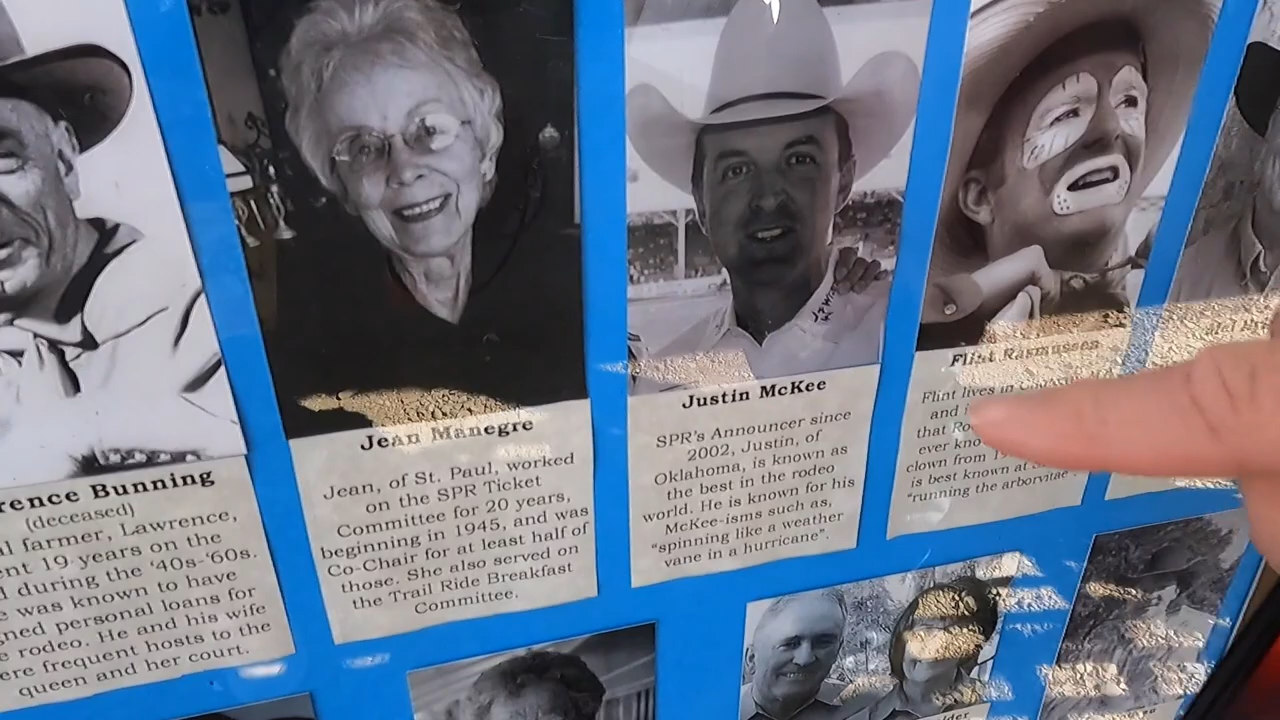 rence Bunning
(deceased)
al farmer, Lawrence,
ent 19 years on the
d during the '40s-'60s.
e was known to have
gned personal loans for
e rodeo. He and his wife
ere frequent hosts to the
queen and her court.
Jean Manegre
Jean, of St. Paul, worked
on the SPR Ticket
Committee for 20 years,
beginning in 1945, and was
Co-Chair for at least half of
those. She also served on
the Trail Ride Breakfast
Committee.
Justin McKee
SPR's Announcer since
2002, Justin, of
Oklahoma, is known as
the best in the rodeo
world. He is known for his
McKee-isms such as,
"spinning like a weather
vane in a hurricane".
Flint Rasmussen
Flint lives in
and
that
ever
clown from
is best known at
"running the arborvitae".